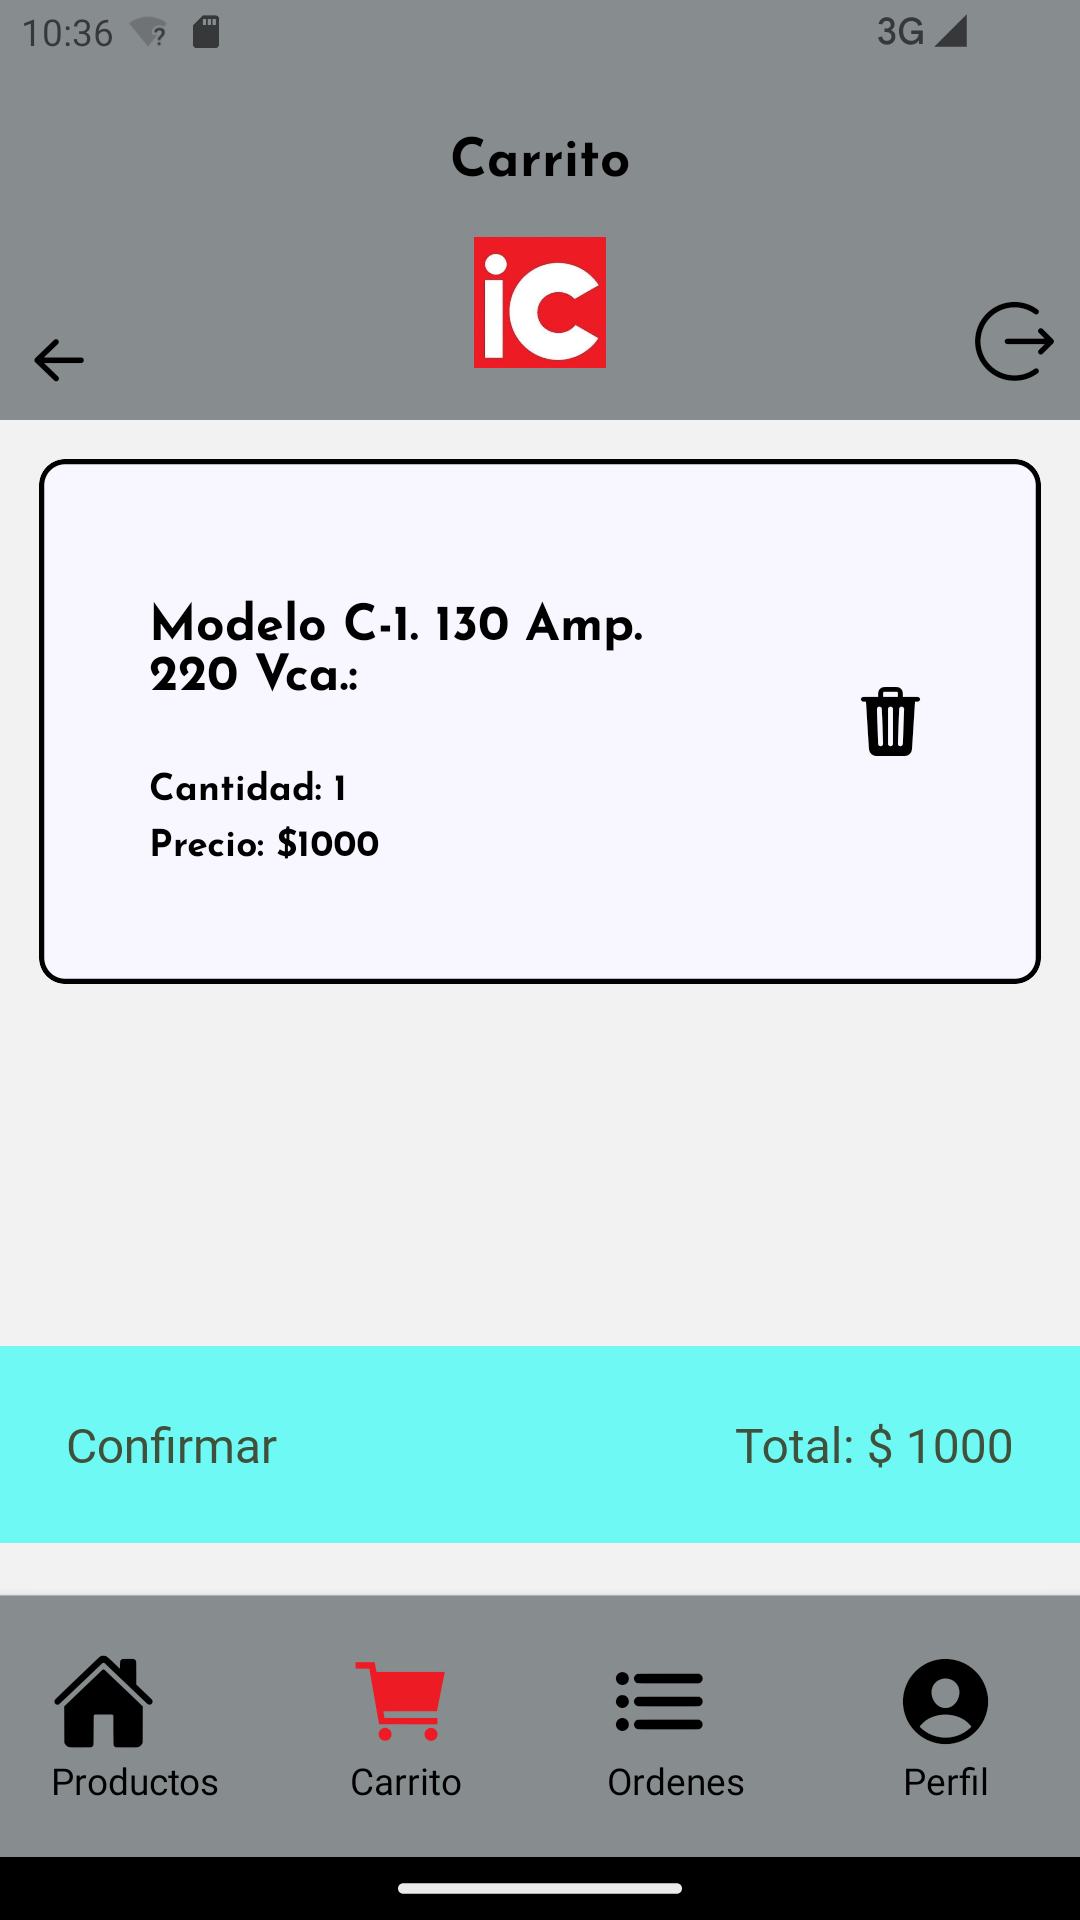 10:36
3G
Carrito
iC
Modelo C-1. 130 Amp.
220 Vca.:
Cantidad: 1
Precio: $1000
Confirmar
Total: $ 1000
Productos
Carrito
Ordenes
Perfil